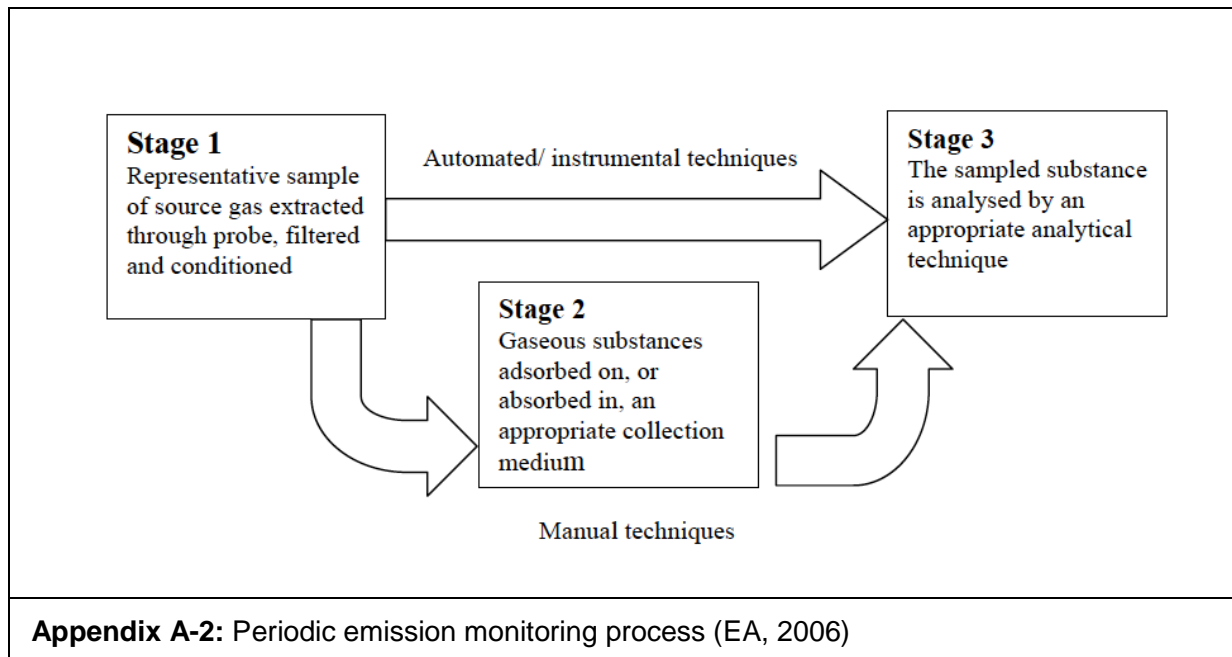 Stage 1
Representative sample
of source gas extracted
through probe, filtered
and conditioned
Automated/ instrumental techniques
Stage 3
The sampled substance
is analysed by an
appropriate analytical
technique
Stage 2
Gaseous substances
adsorbed on, or
absorbed in, an
appropriate collection
medium
Manual techniques
Appendix A-2: Periodic emission monitoring process (EA, 2006)